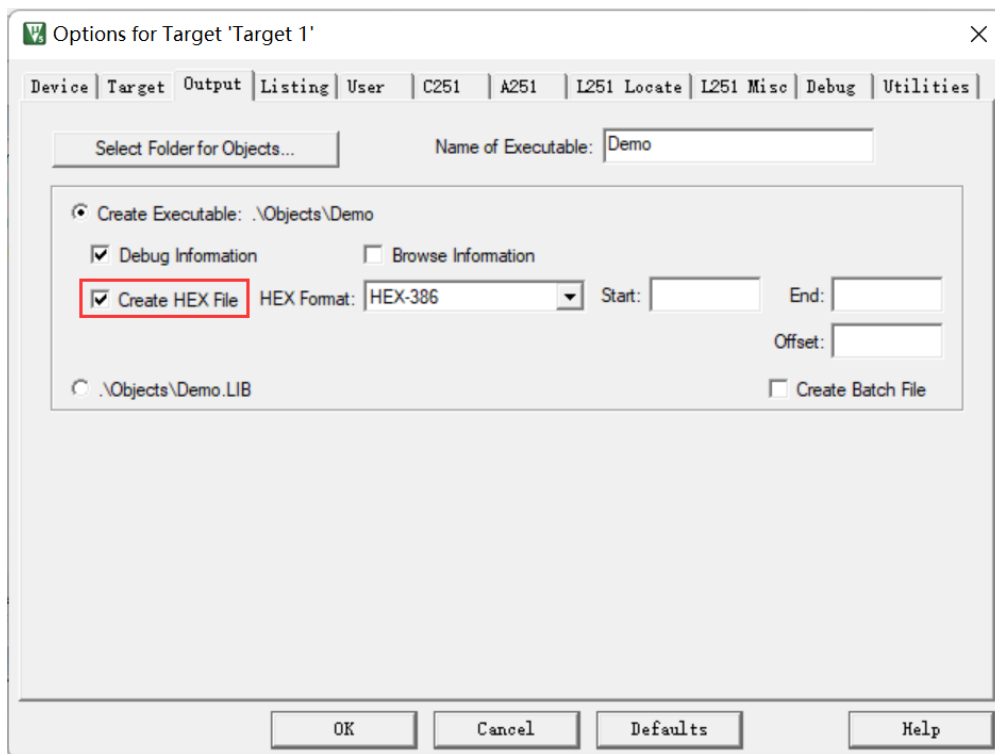 Options for Target 'Target 1'
Device Target Output Listing User C251 A251 L251 Locate L251 Misc Debug Utilities
Select Folder for Objects... Name of Executable: Demo
Create Executable: .\Objects\Demo
Debug Information Browse Information
Create HEX File HEX Format: HEX-386 Start: End:
Offset:
.\Objects\Demo.LIB Create Batch File
OK Cancel Defaults Help